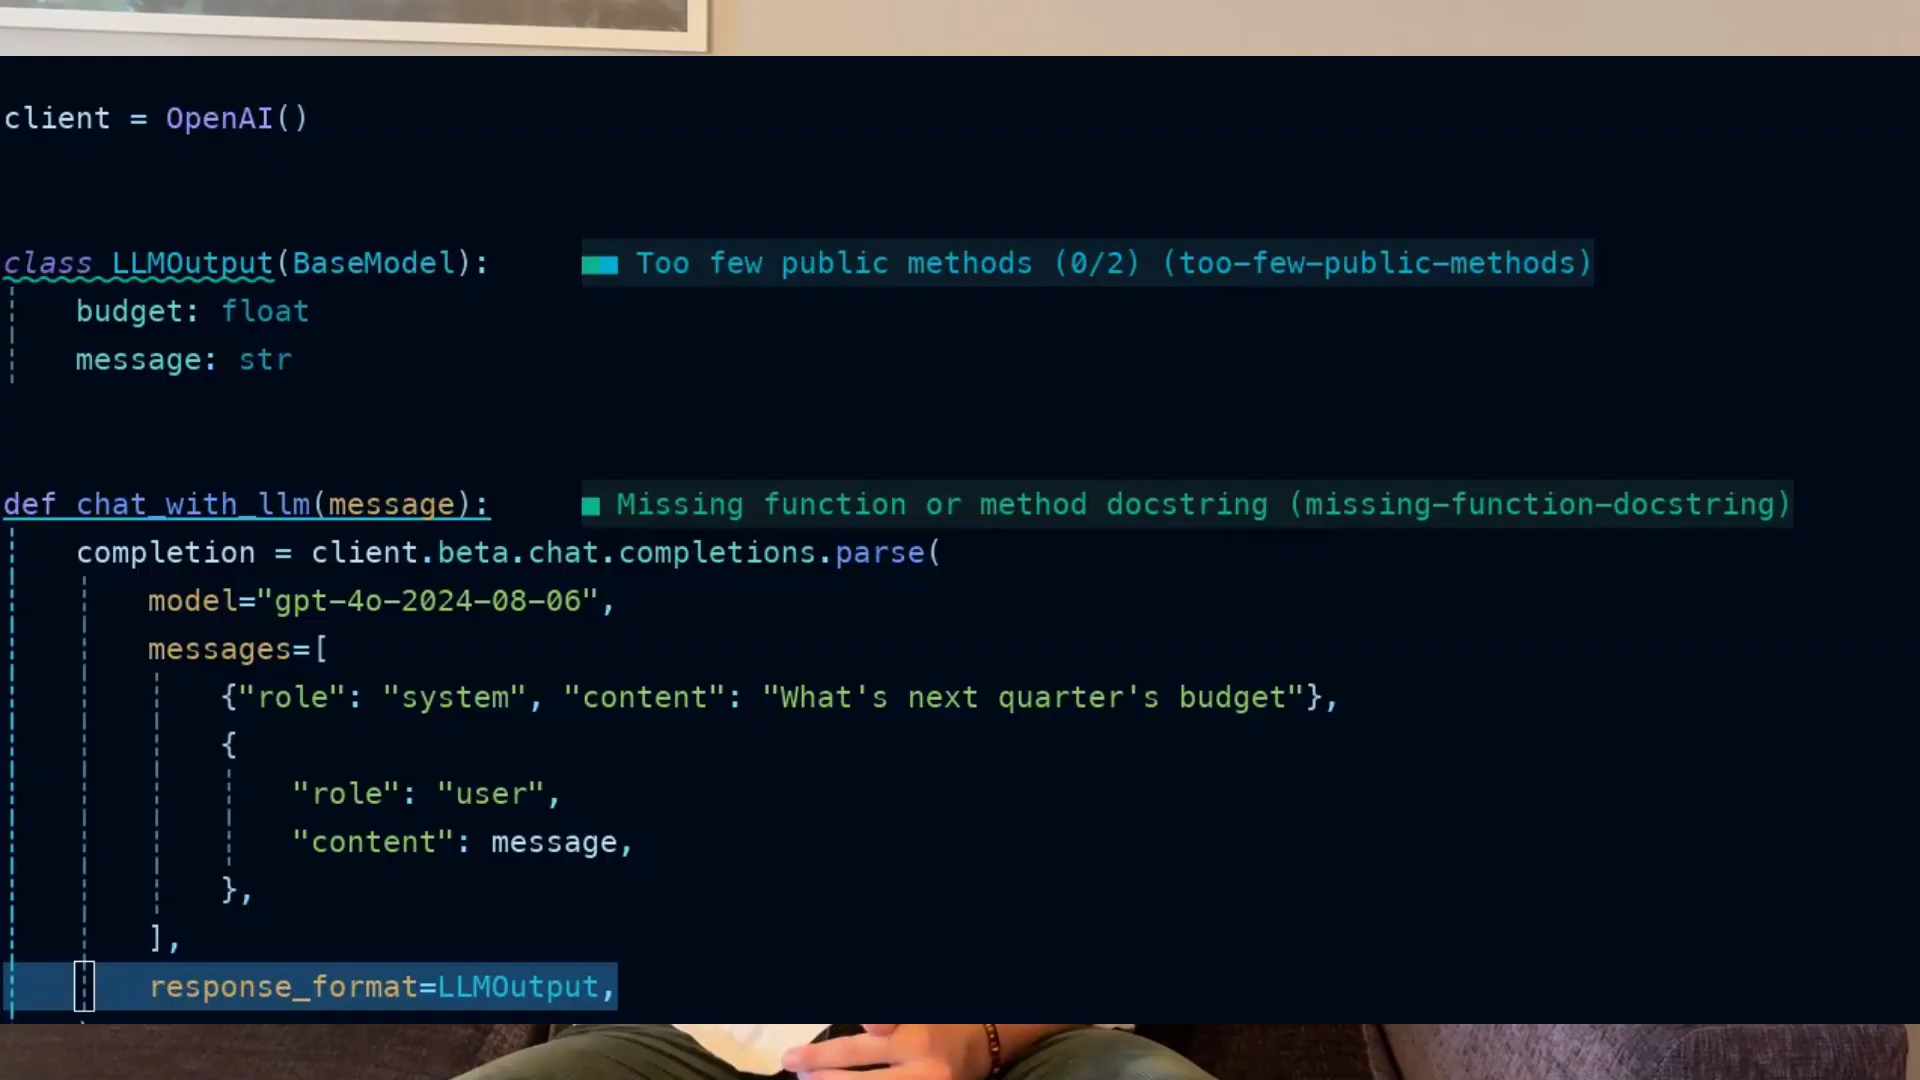 client = OpenAI()
class LLMOutput(BaseModel): Too few public methods (0/2) (too-few-public-methods)
budget: float
message: str
def chat_with_llm(message): Missing function or method docstring (missing-function-docstring)
completion = client.beta.chat.completions.parse(
model="gpt-4o-2024-08-06",
messages=[
{"role": "system", "content": "What's next quarter's budget"},
{
"role": "user",
"content": message,
},
],
response_format=LLMOutput,